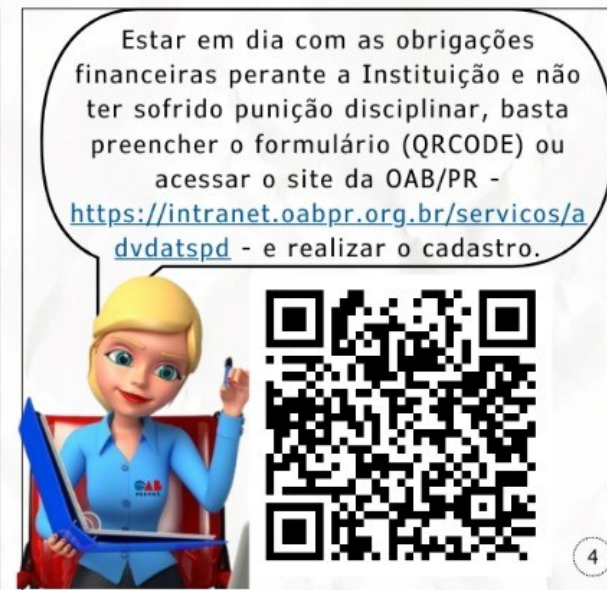 Estar em dia com as obrigações
financeiras perante a Instituição e não
ter sofrido punição disciplinar, basta
preencher o formulário (QRCODE) ou
acessar o site da OAB/PR -
https://intranet.oabpr.org.br/servicos/a
dvdatspd - e realizar o cadastro.
OAB
PARANÁ
4